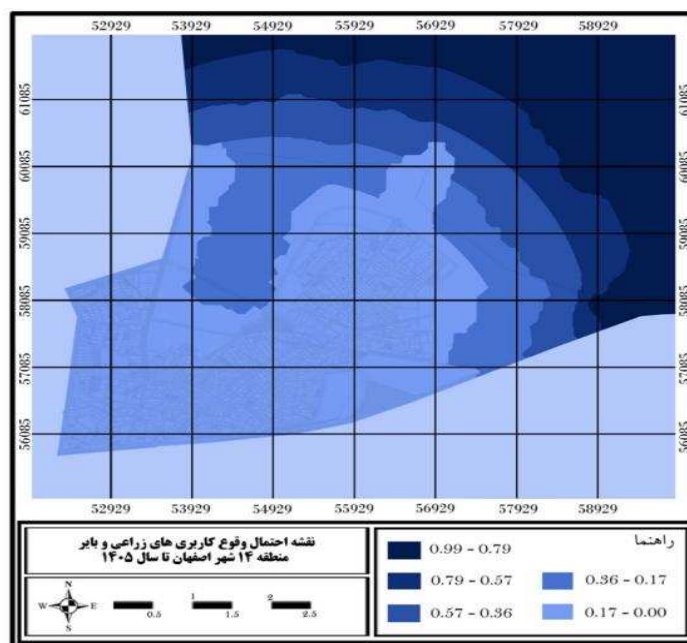 52929 53929 54929 55929 56929 57929 58929
61085 61085
60085 60085
59085 59085
58085 58085
57085 57085
56085 56085
52929 53929 54929 55929 56929 57929 58929
نقشه احتمال وقوع کاربری های زراعی و بایر
منطقه ۱۴ شهر اصفهان تا سال ۱۴۰۵
N
W E
S
1 2
0.5 1.5 2.5
راهنما
0.99 - 0.79
0.79 - 0.57 0.36 - 0.17
0.57 - 0.36 0.17 - 0.00